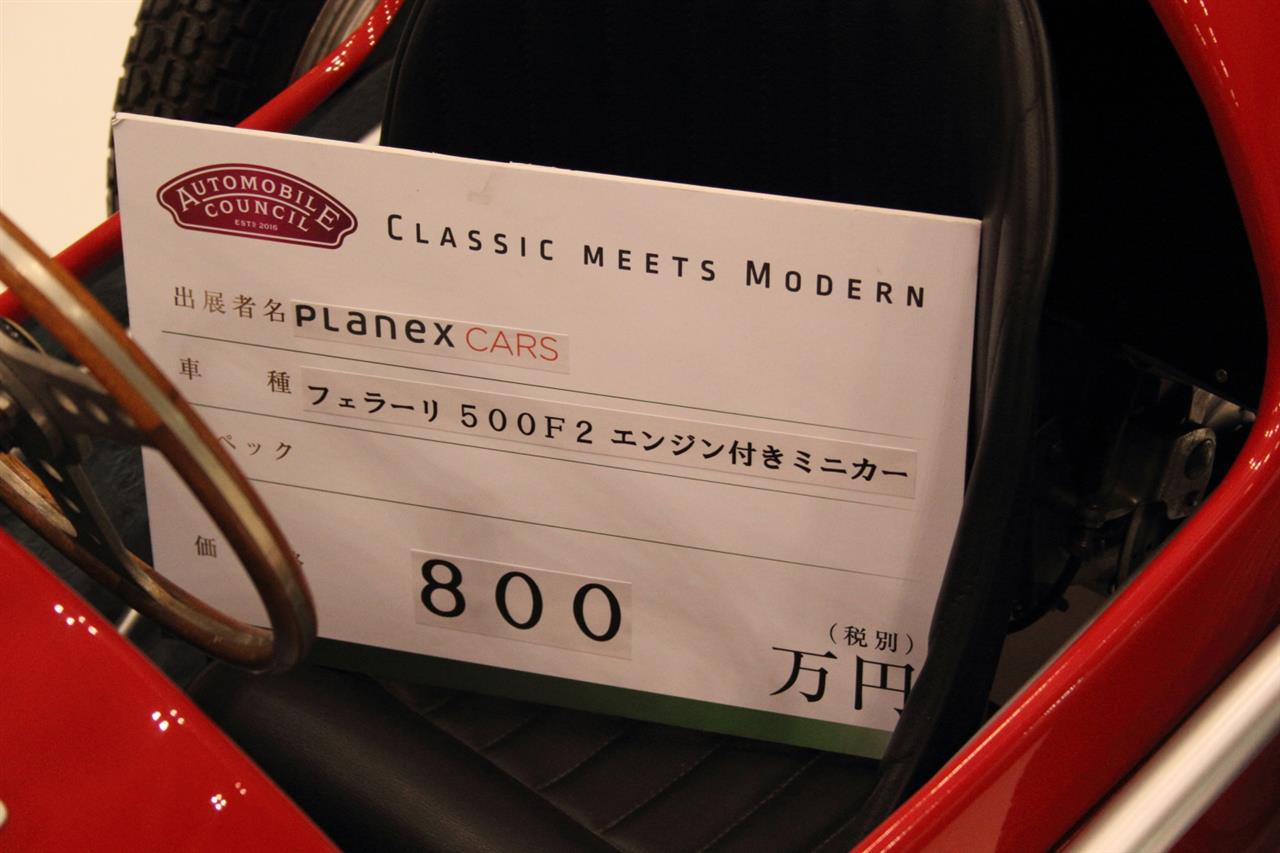 AUTOMOBILE
COUNCIL
ESTD 2016
CLASSIC MEETS MODERN
出展者名 PLANEX CARS
車 種 フェラーリ 500F2 エンジン付きミニカー
ペック
価 800 (税別)
万円